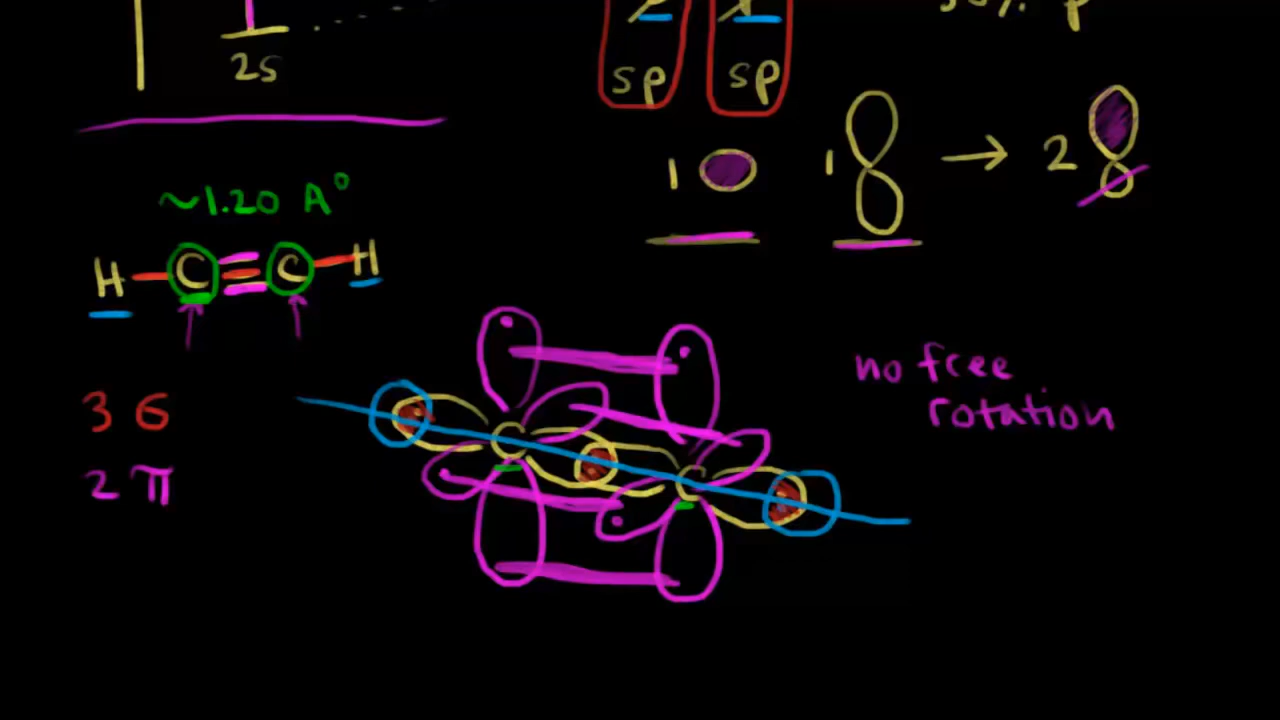 2s
sp sp
1 1 → 2
~1.20 A°
H-C≡C-H
3 σ
2 π
C C
no free
rotation